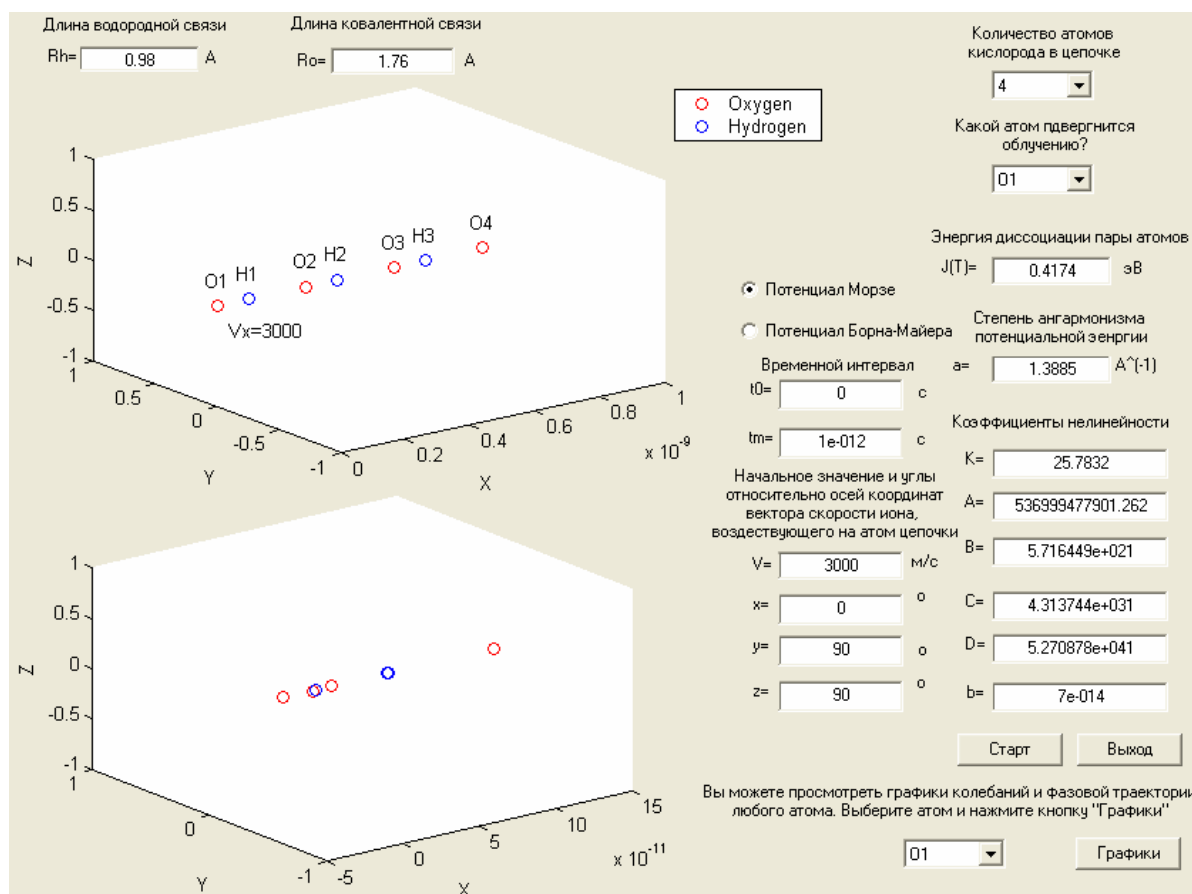 Длина водородной связи
Rh= 0.98 A
Длина ковалентной связи
Ro= 1.76 A
Oxygen
Hydrogen
Количество атомов
кислорода в цепочке
4
Какой атом пдвергнится
облучению?
O1
1
0.5
0
-0.5
-1
Z
O1 H1 O2 H2 O3 H3 O4
Vx=3000
1
0.5
0
-0.5
-1
Y
0
0.2
0.4
0.6
0.8
1
x 10^-9
X
Энергия диссоциации пары атомов
J(T)= 0.4174 эВ
Потенциал Морзе
Потенциал Борна-Майера
Степень ангармонизма
потенциальной эенргии
a= 1.3885 A^(-1)
Временной интервал
t0= 0 с
tm= 1e-012 с
Коэффициенты нелинейности
K= 25.7832
A= 536999477901.262
B= 5.716449e+021
C= 4.313744e+031
D= 5.270878e+041
b= 7e-014
Начальное значение и углы
относительно осей координат
вектора скорости иона,
воздествующего на атом цепочки
V= 3000 м/с
x= 0 o
y= 90 o
z= 90 o
1
0.5
0
-0.5
-1
Z
1
0
-1
Y
-5
0
5
10
15
x 10^-11
X
Старт
Выход
Вы можете просмотреть графики колебаний и фазовой траектории
любого атома. Выберите атом и нажмите кнопку "Графики"
O1
Графики